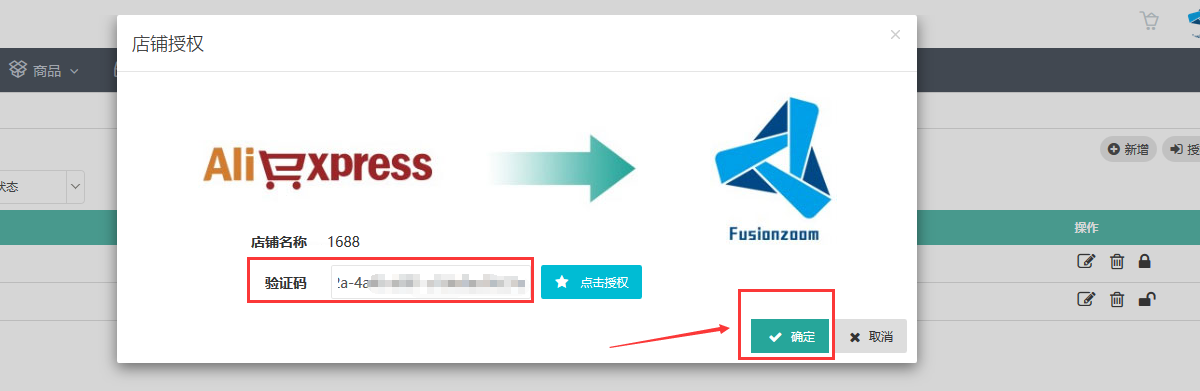 店铺授权
×
商品
AliExpress
Fusionzoom
新增
授
状态
操作
店铺名称 1688
验证码 2a-4a
点击授权
确定
取消